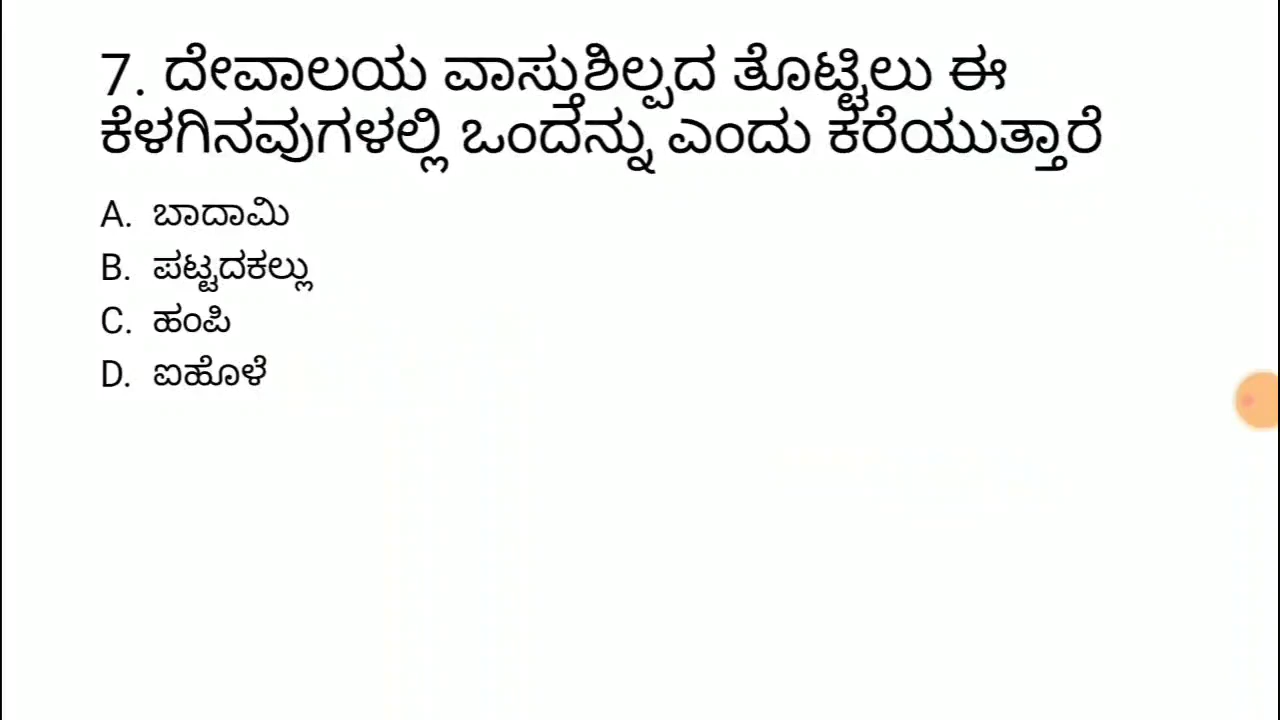 7. ದೇವಾಲಯ ವಾಸ್ತುಶಿಲ್ಪದ ತೊಟ್ಟಿಲು ಈ
ಕೆಳಗಿನವುಗಳಲ್ಲಿ ಒಂದನ್ನು ಎಂದು ಕರೆಯುತ್ತಾರೆ
A. ಬಾದಾಮಿ
B. ಪಟ್ಟದಕಲ್ಲು
C. ಹಂಪಿ
D. ಐಹೊಳೆ